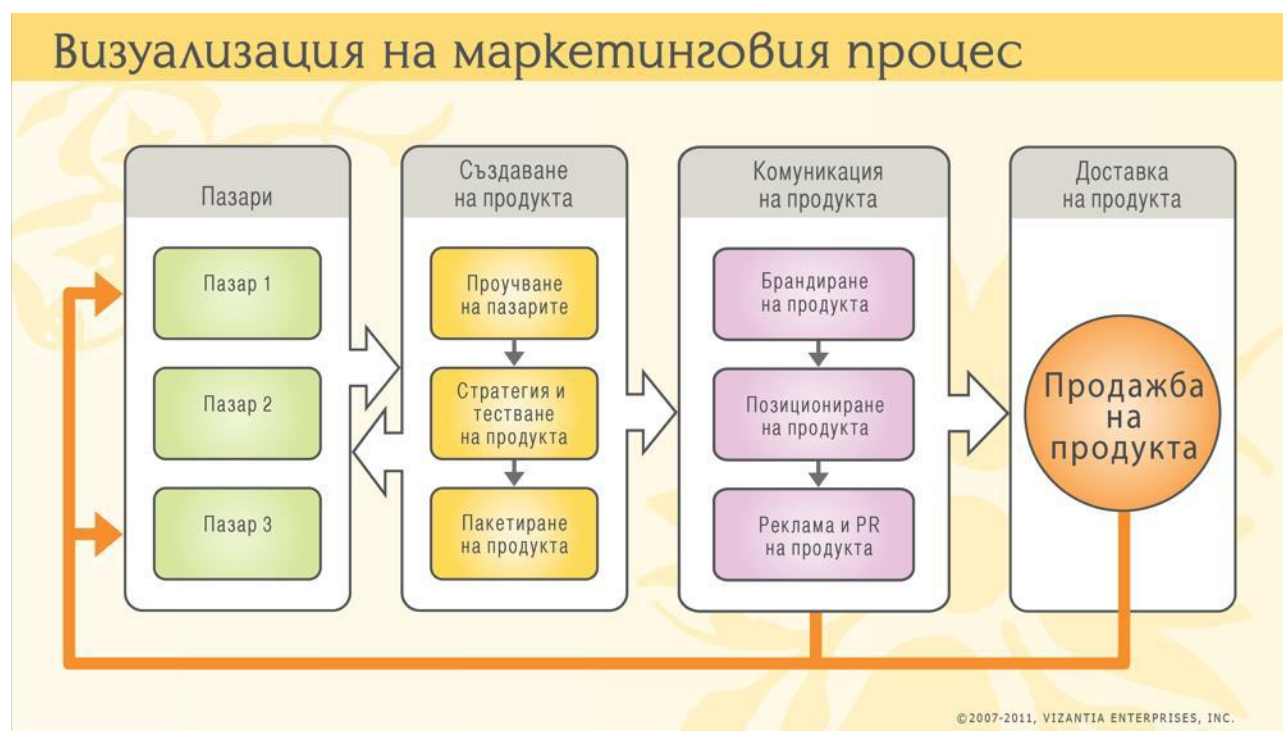 Визуализация на маркетинговия процес
Пазари
Пазар 1
Пазар 2
Пазар 3
Създаване
на продукта
Проучване
на пазарите
Стратегия и
тестване
на продукта
Пакетиране
на продукта
Комуникация
на продукта
Брандиране
на продукта
Позициониране
на продукта
Реклама и PR
на продукта
Доставка
на продукта
Продажба
на
продукта
©2007-2011, VIZANTIA ENTERPRISES, INC.